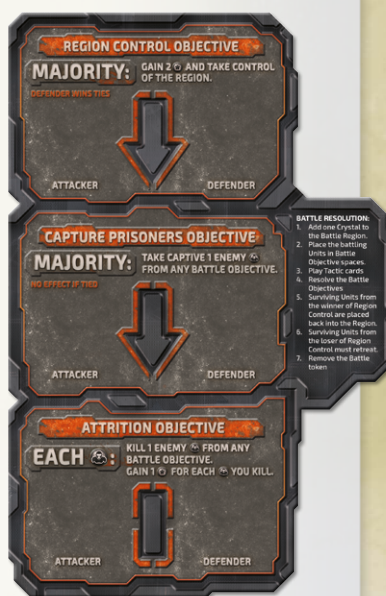 REGION CONTROL OBJECTIVE
MAJORITY: GAIN 2 AND TAKE CONTROL
OF THE REGION.
DEFENDER WINS TIES
ATTACKER DEFENDER
CAPTURE PRISONERS OBJECTIVE
MAJORITY: TAKE CAPTIVE 1 ENEMY
FROM ANY BATTLE OBJECTIVE.
NO EFFECT IF TIED
ATTACKER DEFENDER
BATTLE RESOLUTION:
1. Add one Crystal to
the Battle Region.
2. Place the battling
Units in Battle
Objective spaces.
3. Play Tactic cards
4. Resolve the Battle
Objectives
5. Surviving Units from
the winner of Region
Control are placed
back into the Region.
6. Surviving Units from
the loser of Region
Control must retreat.
7. Remove the Battle
token
ATTRITION OBJECTIVE
EACH : KILL 1 ENEMY FROM ANY
BATTLE OBJECTIVE.
GAIN 1 FOR EACH YOU KILL.
ATTACKER DEFENDER